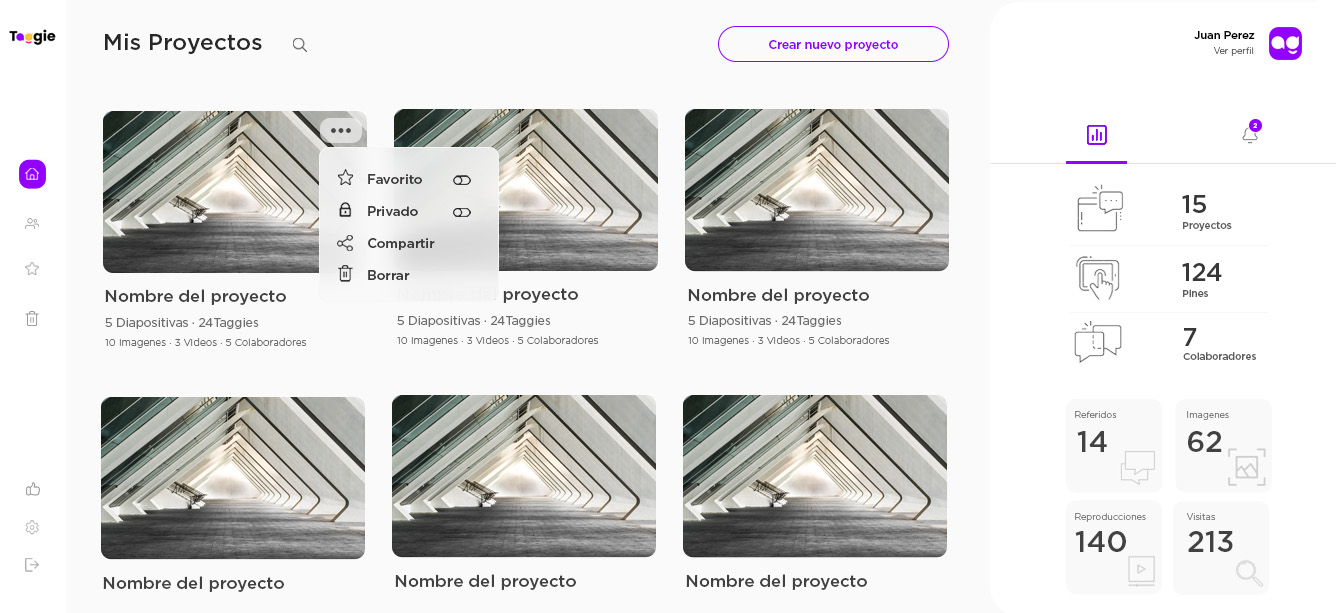 Taggie
Mis Proyectos
Crear nuevo proyecto
Favorito
Privado
Compartir
Borrar
Nombre del proyecto
5 Diapositivas · 24Taggies
10 Imagenes · 3 Videos · 5 Colaboradores
proyecto
5 Diapositivas · 24Taggies
10 Imagenes · 3 Videos · 5 Colaboradores
Nombre del proyecto
5 Diapositivas · 24Taggies
10 Imagenes · 3 Videos · 5 Colaboradores
Nombre del proyecto
Nombre del proyecto
Nombre del proyecto
Juan Perez
Ver perfil
ag
2
15
Proyectos
124
Pines
7
Colaboradores
Referidos
14
Imagenes
62
Reproducciones
140
Visitas
213